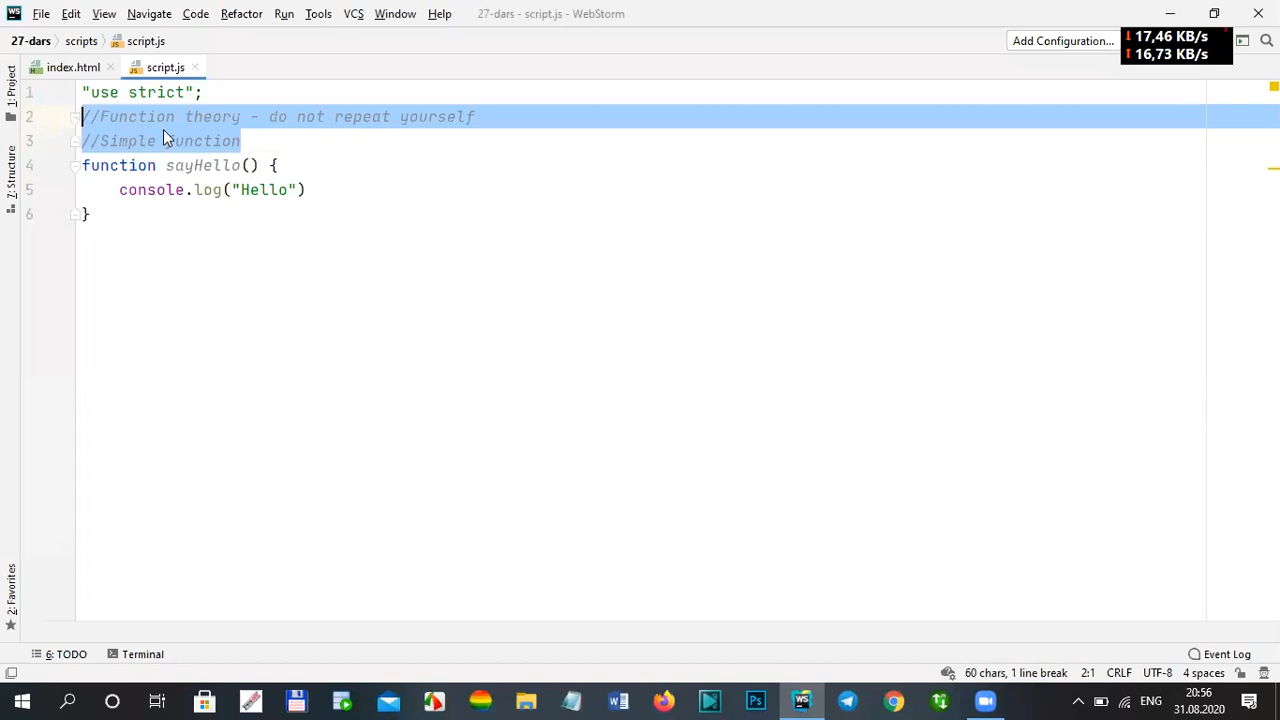 WS File Edit View Navigate Code Refactor Run Tools VCS Window Help 27-dars - script.js - WebStorm
27-dars scripts script.js Add Configuration... 17,46 KB/s
16,73 KB/s
index.html script.js
1: Project
7: Structure
2: Favorites
1 "use strict";
2 //Function theory - do not repeat yourself
3 //Simple function
4 function sayHello() {
5 console.log("Hello")
6 }
6: TODO Terminal Event Log
60 chars, 1 line break 2:1 CRLF UTF-8 4 spaces
ENG 20:56
31.08.2020